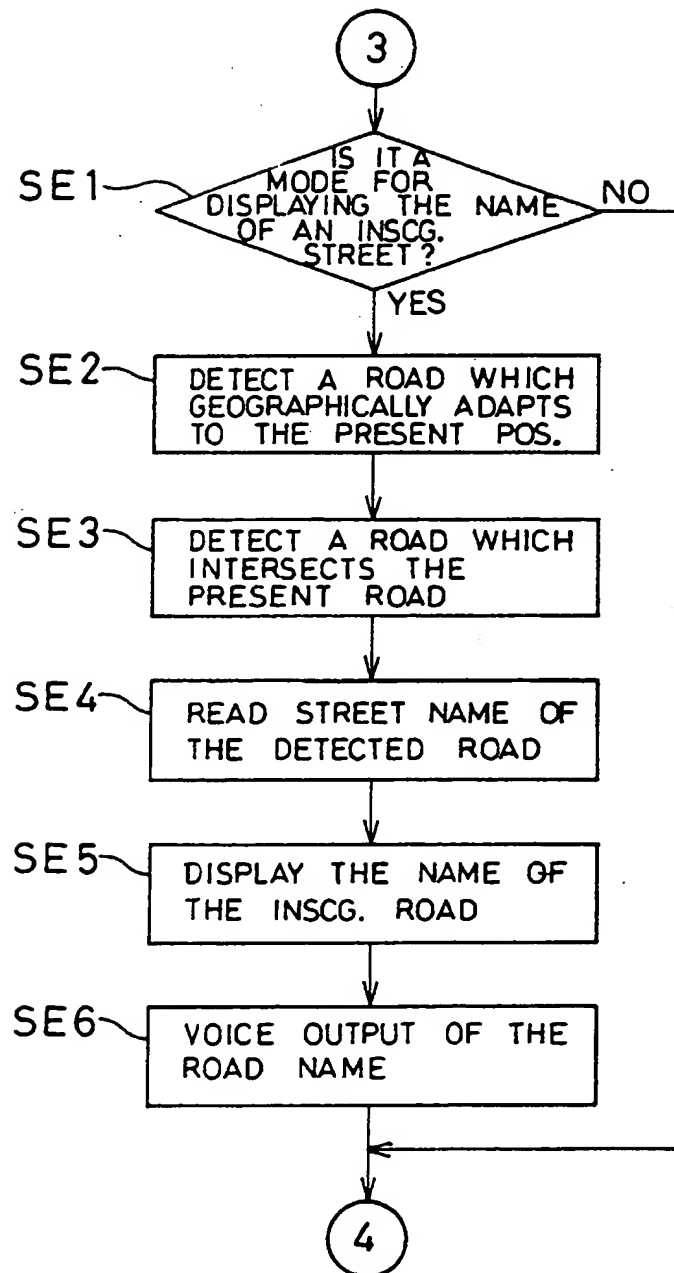 3
SE1
IS IT A
MODE FOR
DISPLAYING THE NAME
OF AN INSCG.
STREET?
NO
YES
SE2
DETECT A ROAD WHICH
GEOGRAPHICALLY ADAPTS
TO THE PRESENT POS.
SE3
DETECT A ROAD WHICH
INTERSECTS THE
PRESENT ROAD
SE4
READ STREET NAME OF
THE DETECTED ROAD
SE5
DISPLAY THE NAME OF
THE INSCG. ROAD
SE6
VOICE OUTPUT OF THE
ROAD NAME
4